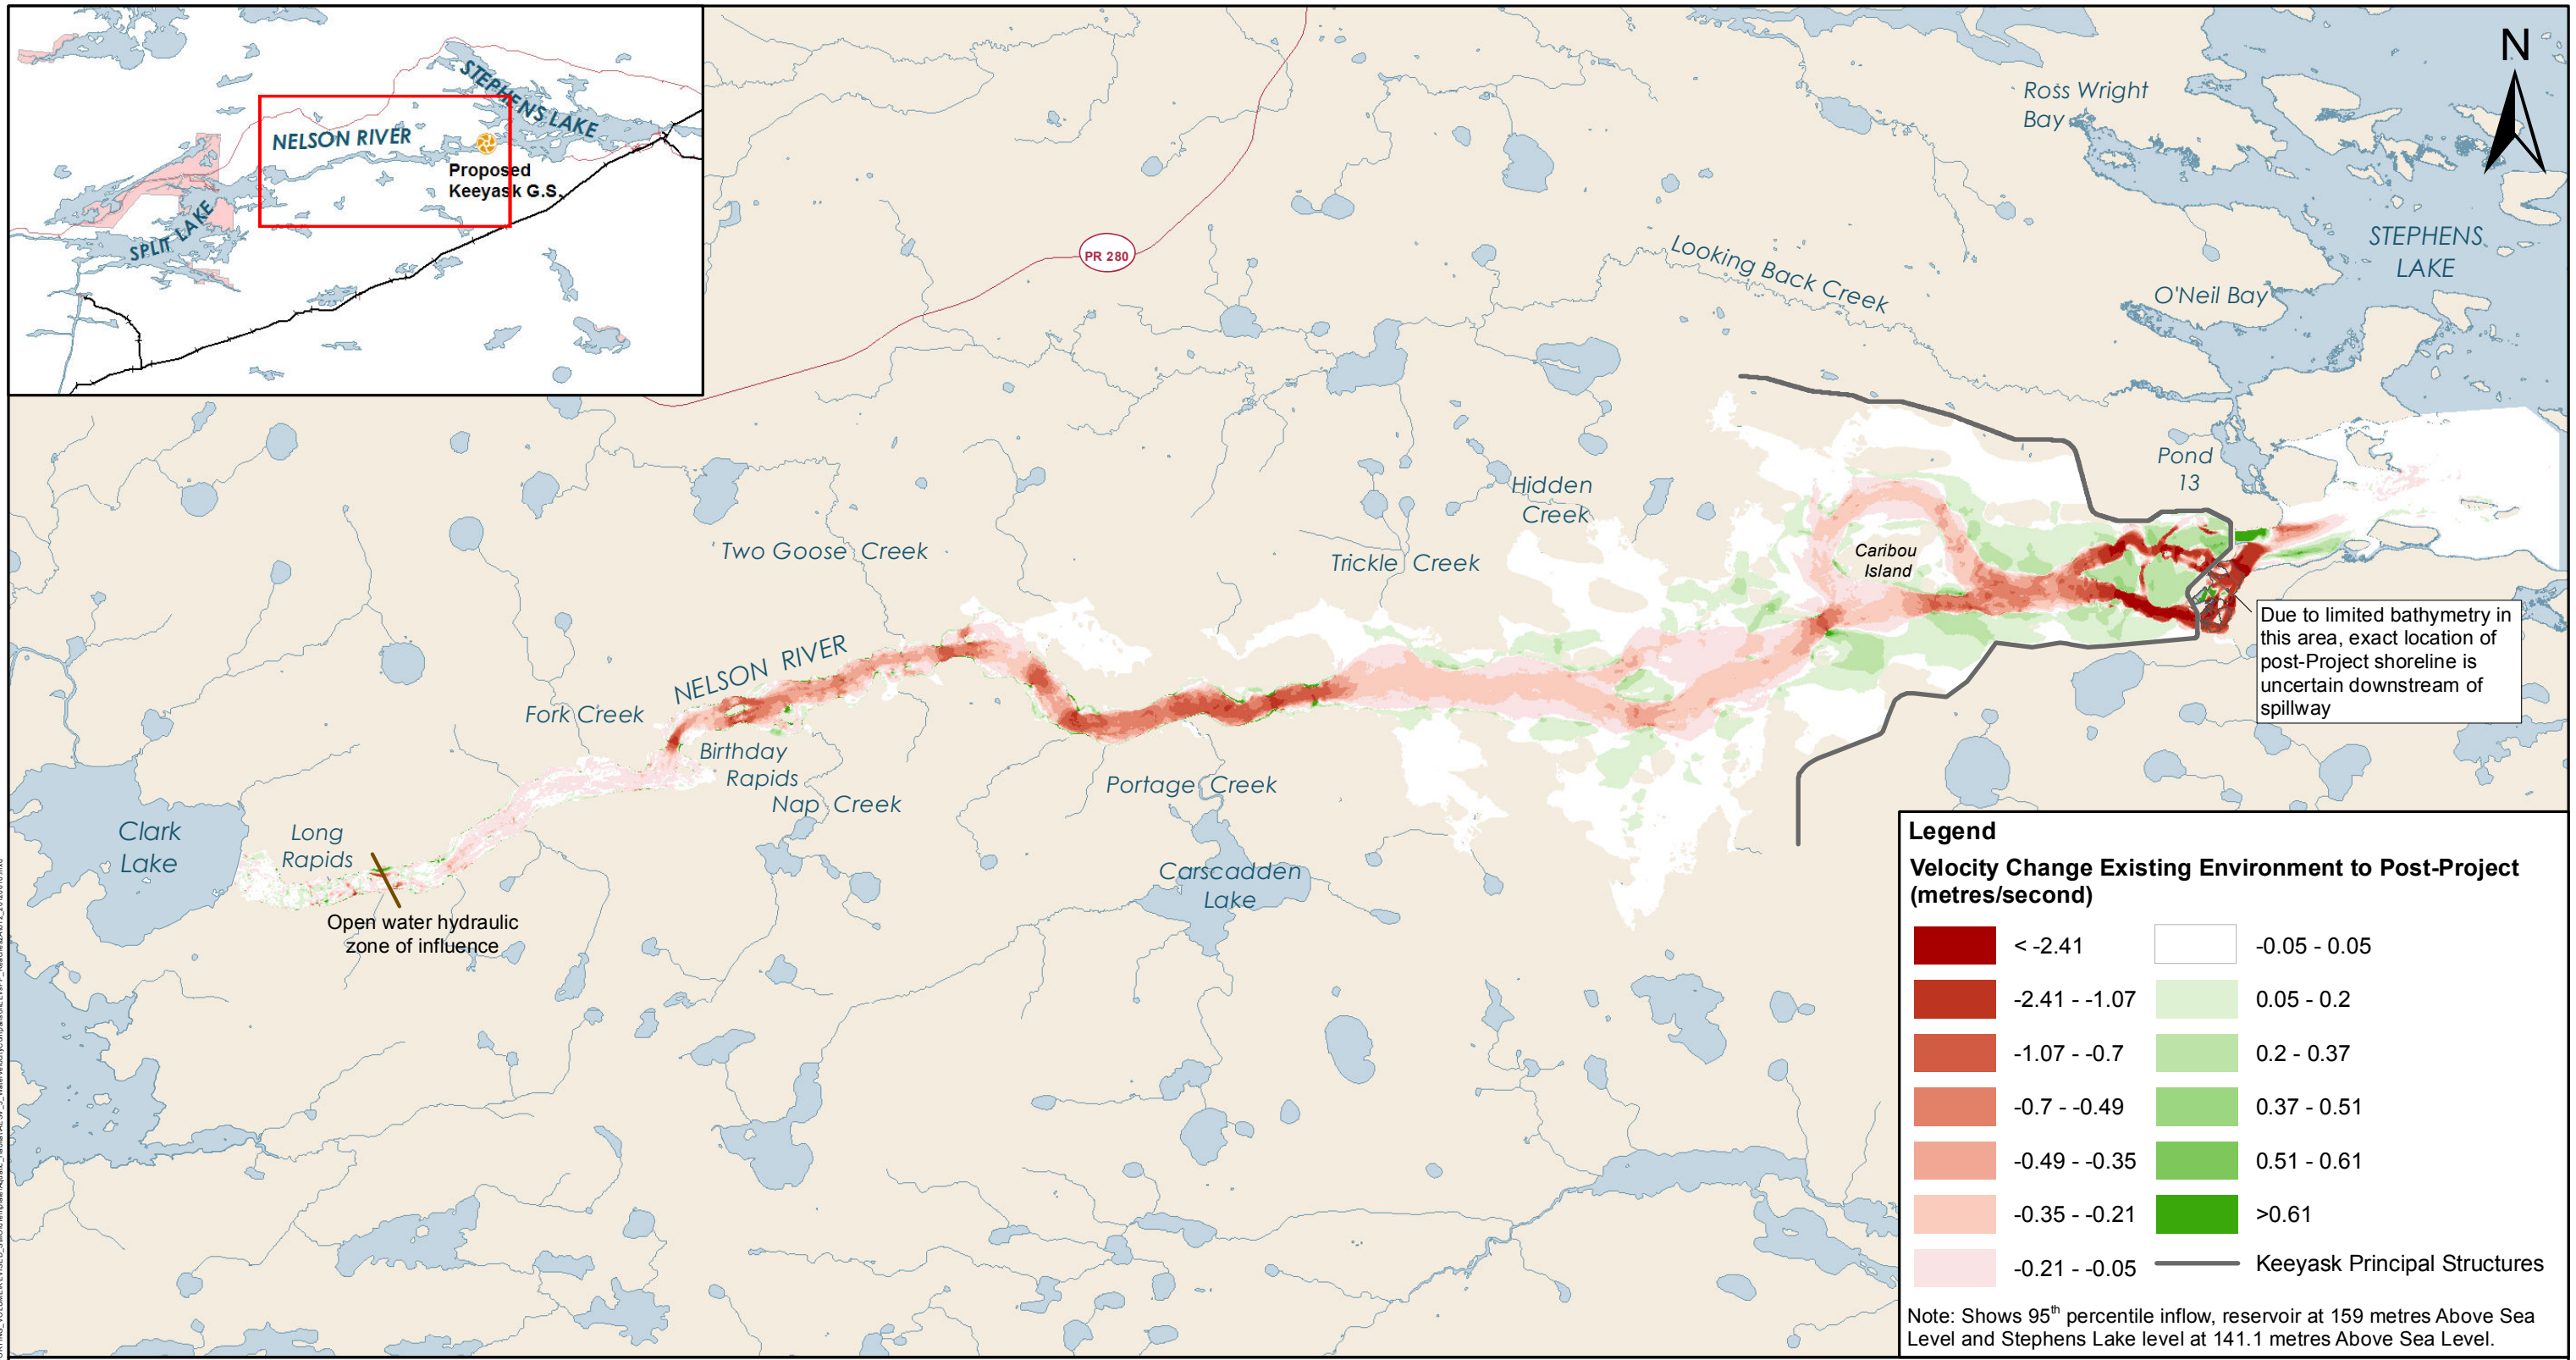 STEPHENS LAKE
NELSON RIVER
Proposed
Keeyask G.S.
SPLIT LAKE
N
Ross Wright
Bay
STEPHENS
LAKE
PR 280
Looking Back Creek
O'Neil Bay
Pond
13
Hidden
Creek
Two Goose Creek
Trickle Creek
Caribou
Island
Due to limited bathymetry in
this area, exact location of
post-Project shoreline is
uncertain downstream of
spillway
NELSON RIVER
Fork Creek
Birthday
Rapids
Nap Creek
Portage Creek
Clark
Lake
Long
Rapids
Carscadden
Lake
Open water hydraulic
zone of influence
Legend
Velocity Change Existing Environment to Post-Project
(metres/second)
< -2.41
-2.41 - -1.07
-1.07 - -0.7
-0.7 - -0.49
-0.49 - -0.35
-0.35 - -0.21
-0.21 - -0.05
-0.05 - 0.05
0.05 - 0.2
0.2 - 0.37
0.37 - 0.51
0.51 - 0.61
>0.61
Keeyask Principal Structures
Note: Shows 95th percentile inflow, reservoir at 159 metres Above Sea
Level and Stephens Lake level at 141.1 metres Above Sea Level.